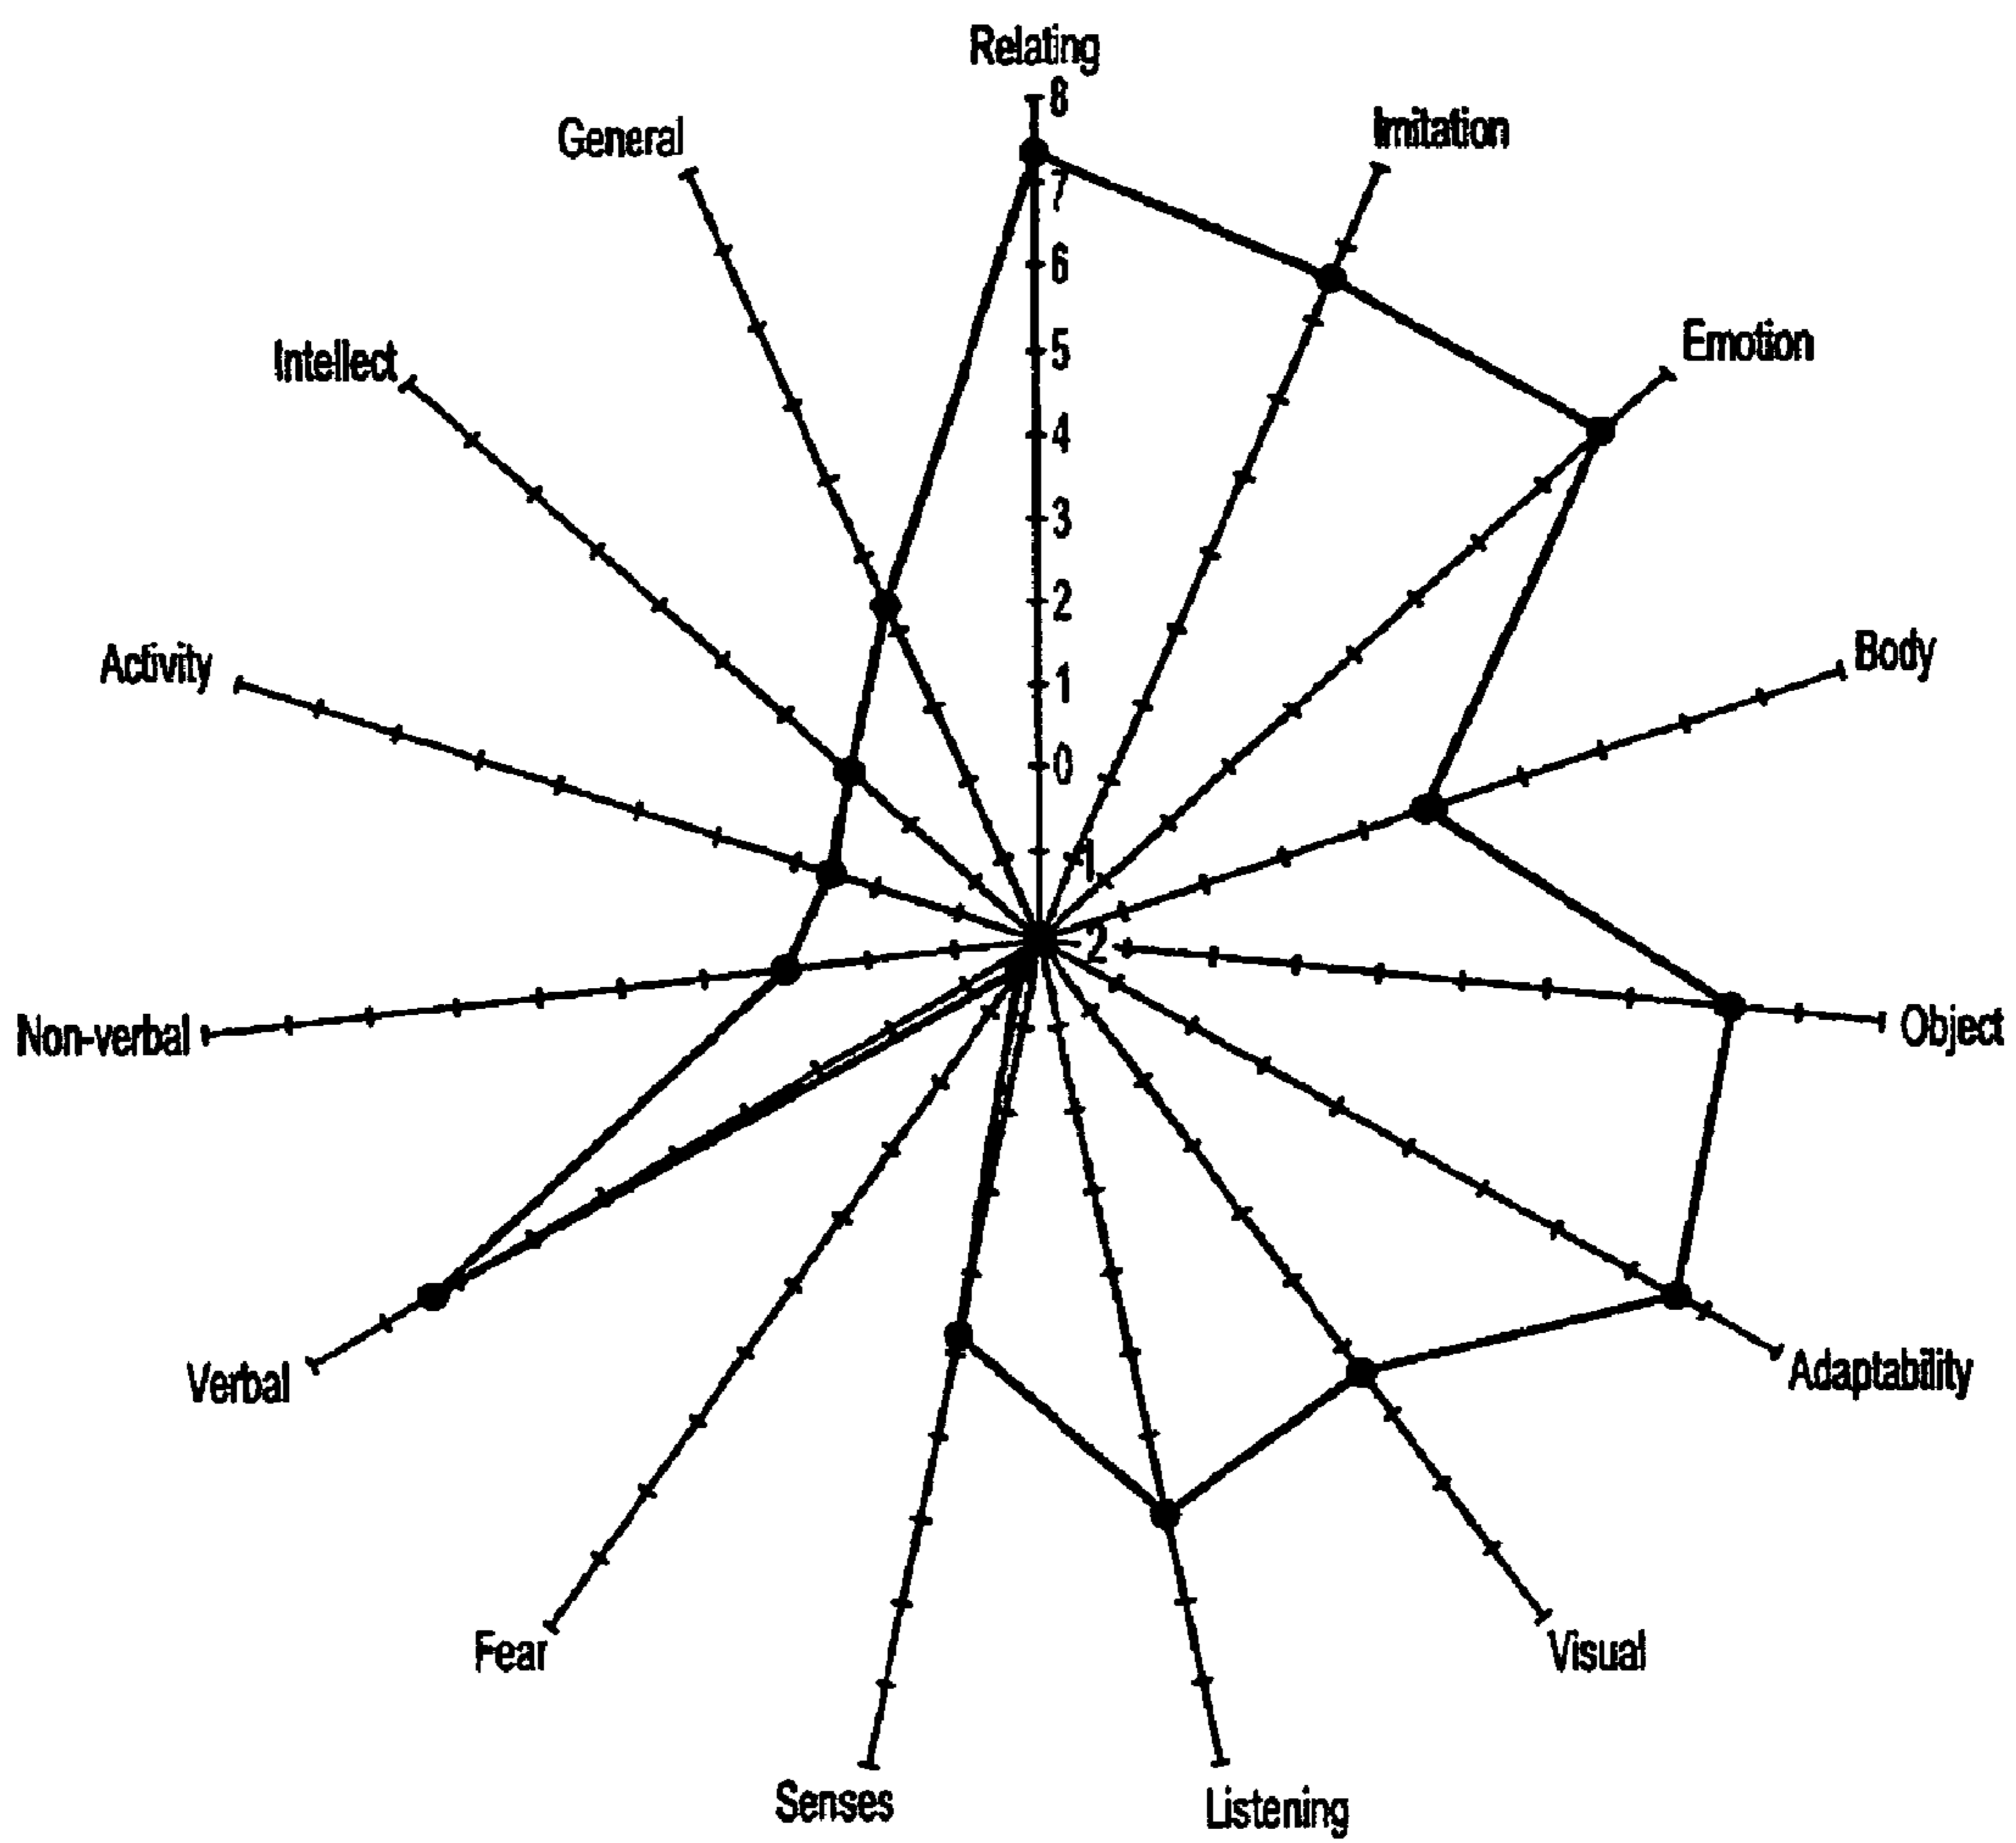 Relating
8
Imitation
General
7
6
Emotion
5
Intellect
4
3
2
Body
Activity
1
0
1
2
Object
Non-verbal
Adaptability
Verbal
Fear
Visual
Senses
Listening